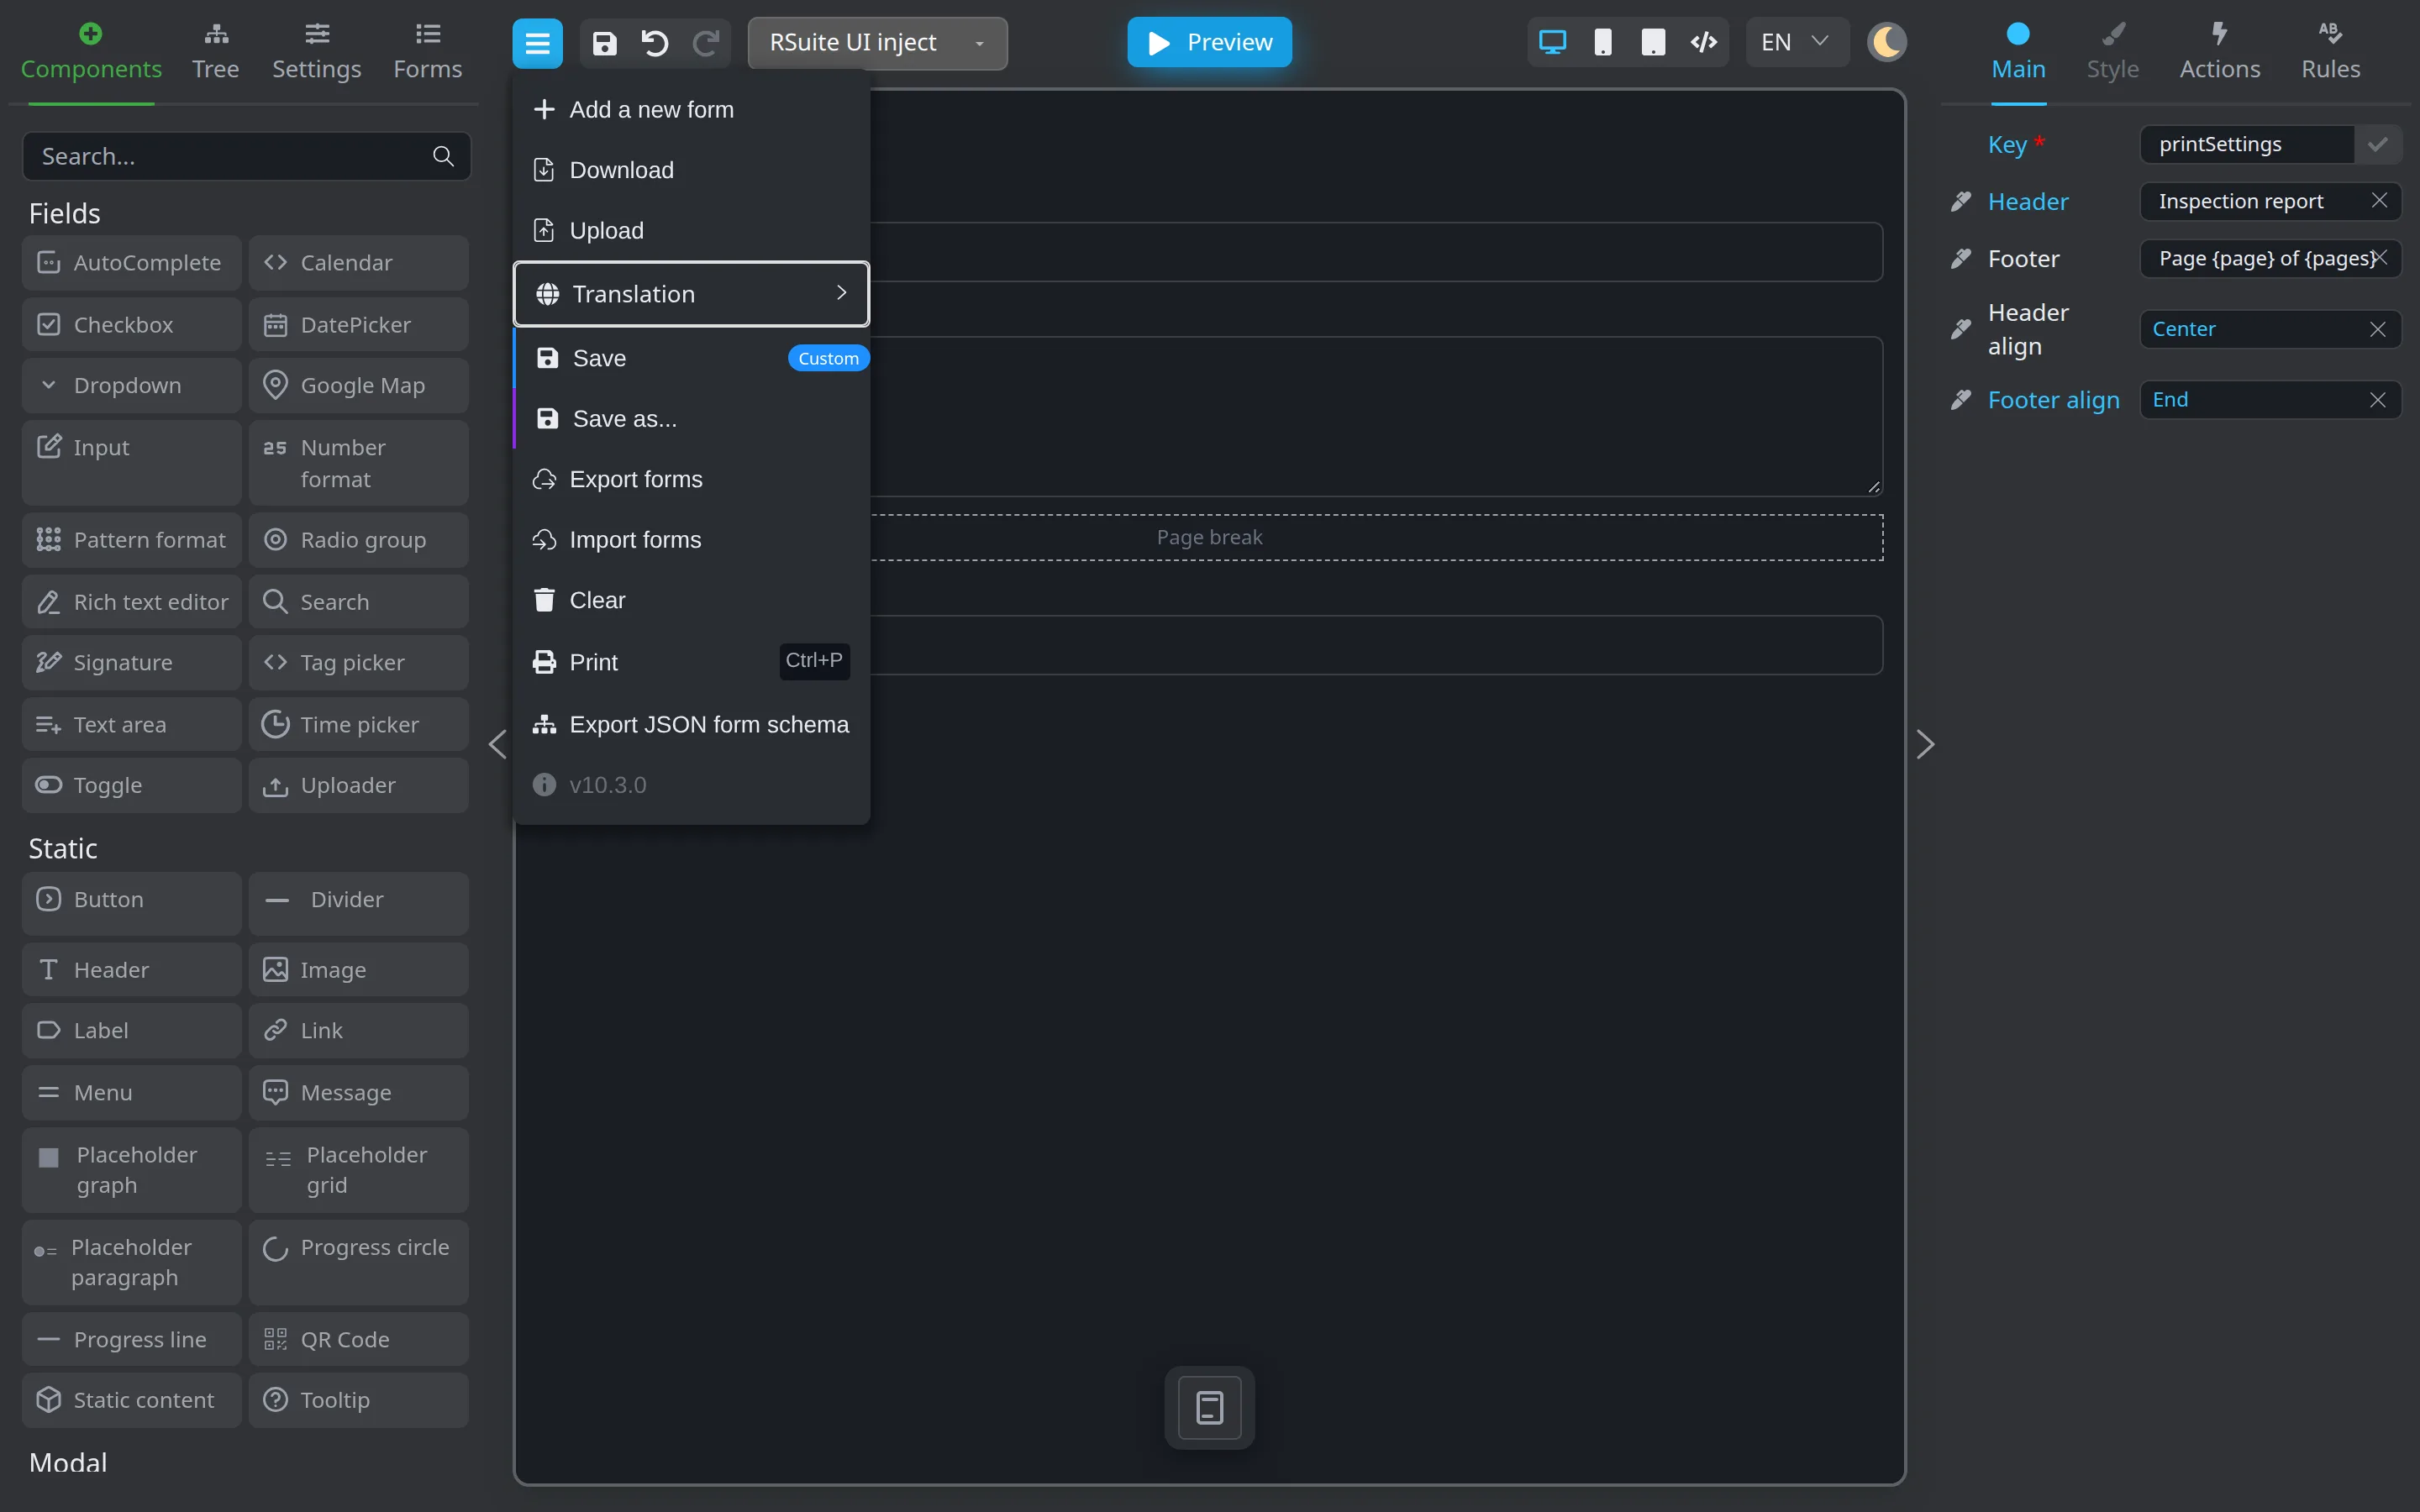 Components
Tree
Settings
Forms
RSuite UI inject
Preview
EN
Main
Style
Actions
Rules
Search...
Fields
AutoComplete
Calendar
Checkbox
DatePicker
Dropdown
Google Map
Input
Number
format
Pattern format
Radio group
Rich text editor
Search
Signature
Tag picker
Text area
Time picker
Toggle
Uploader
Static
Button
Divider
Header
Image
Label
Link
Menu
Message
Placeholder
graph
Placeholder
grid
Placeholder
paragraph
Progress circle
Progress line
QR Code
Static content
Tooltip
Modal
Add a new form
Download
Upload
Translation
Save
Custom
Save as...
Export forms
Import forms
Clear
Print
Ctrl+P
Export JSON form schema
v10.3.0
Page break
Key *
printSettings
Header
Inspection report
Footer
Page {page} of {pages}
Header
align
Center
Footer align
End